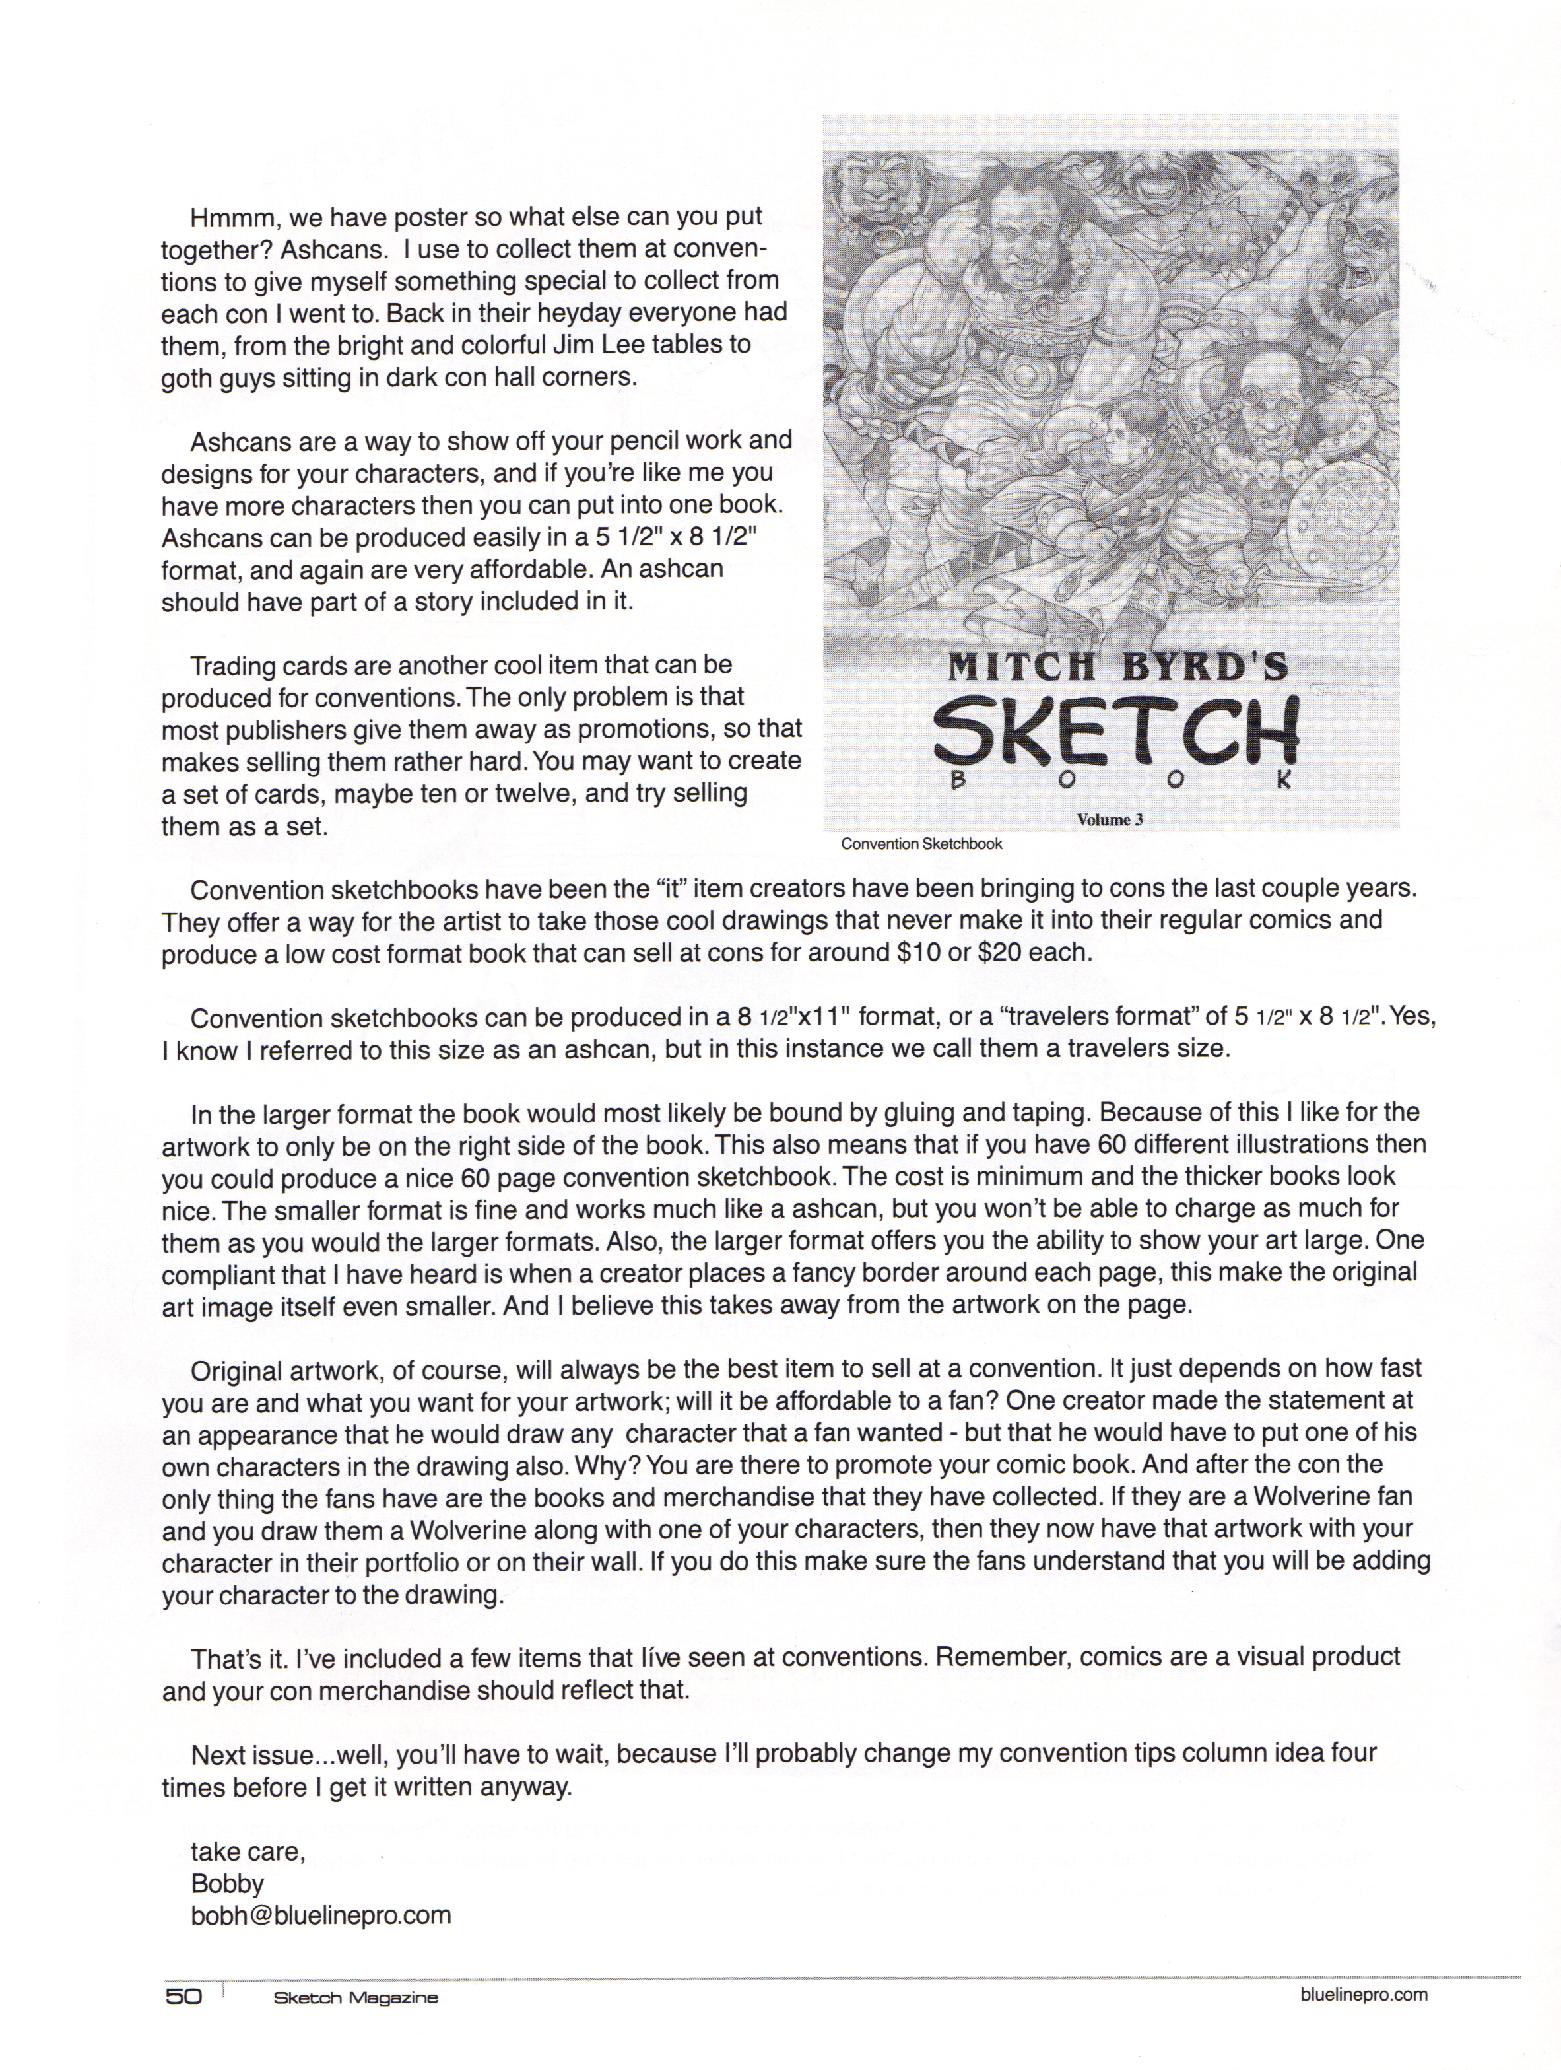 Hmmm, we have poster so what else can you put
together? Ashcans.  I use to collect them at conven-
tions to give myself something special to collect from
each con I went to. Back in their heyday everyone had
them, from the bright and colorful Jim Lee tables to
goth guys sitting in dark con hall corners.
Ashcans are a way to show off your pencil work and
designs for your characters, and if you're like me you
have more characters then you can put into one book.
Ashcans can be produced easily in a 5 1/2" x 8 1/2"
format, and again are very affordable. An ashcan
should have part of a story included in it.
Trading cards are another cool item that can be
produced for conventions. The only problem is that
most publishers give them away as promotions, so that
makes selling them rather hard. You may want to create
a set of cards, maybe ten or twelve, and try selling
them as a set.
MITCH BYRD'S
SKETCH
B O O K
Volume 3
Convention Sketchbook
Convention sketchbooks have been the “it” item creators have been bringing to cons the last couple years.
They offer a way for the artist to take those cool drawings that never make it into their regular comics and
produce a low cost format book that can sell at cons for around $10 or $20 each.
Convention sketchbooks can be produced in a 8 1/2"x11" format, or a “travelers format” of 5 1/2" x 8 1/2". Yes,
I know I referred to this size as an ashcan, but in this instance we call them a travelers size.
In the larger format the book would most likely be bound by gluing and taping. Because of this I like for the
artwork to only be on the right side of the book. This also means that if you have 60 different illustrations then
you could produce a nice 60 page convention sketchbook. The cost is minimum and the thicker books look
nice. The smaller format is fine and works much like a ashcan, but you won't be able to charge as much for
them as you would the larger formats. Also, the larger format offers you the ability to show your art large. One
compliant that I have heard is when a creator places a fancy border around each page, this make the original
art image itself even smaller. And I believe this takes away from the artwork on the page.
Original artwork, of course, will always be the best item to sell at a convention. It just depends on how fast
you are and what you want for your artwork; will it be affordable to a fan? One creator made the statement at
an appearance that he would draw any  character that a fan wanted - but that he would have to put one of his
own characters in the drawing also. Why? You are there to promote your comic book. And after the con the
only thing the fans have are the books and merchandise that they have collected. If they are a Wolverine fan
and you draw them a Wolverine along with one of your characters, then they now have that artwork with your
character in their portfolio or on their wall. If you do this make sure the fans understand that you will be adding
your character to the drawing.
That's it. I've included a few items that Iíve seen at conventions. Remember, comics are a visual product
and your con merchandise should reflect that.
Next issue...well, you'll have to wait, because I'll probably change my convention tips column idea four
times before I get it written anyway.
take care,
Bobby
bobh@bluelinepro.com
50 Sketch Magazine bluelinepro.com